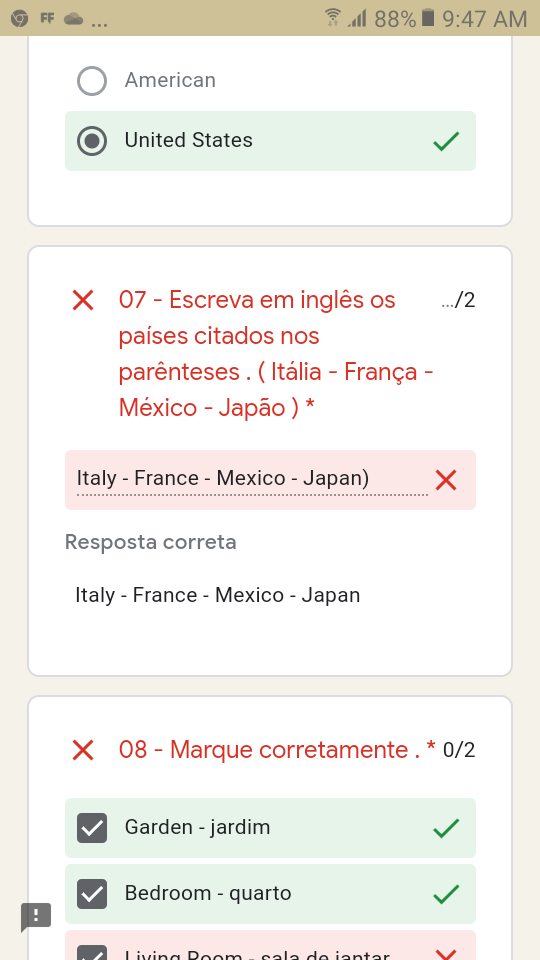 FF ... 88% 9:47 AM
American
United States
07 - Escreva em inglês os .../2
países citados nos
parênteses . ( Itália - França -
México - Japão ) *
Italy - France - Mexico - Japan)
Resposta correta
Italy - France - Mexico - Japan
08 - Marque corretamente . * 0/2
Garden - jardim
Bedroom - quarto
Living Room - sala de jantar